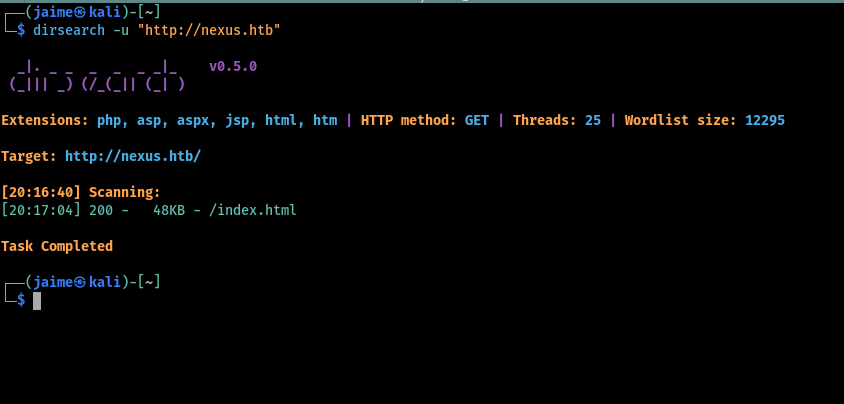 ┌──(jaime㉿kali)-[~]
└─$ dirsearch -u "http://nexus.htb"
  _|. _ _  _  _  _ _|_    v0.5.0
 (_||| _) (/_(_|| (_| )
Extensions: php, asp, aspx, jsp, html, htm | HTTP method: GET | Threads: 25 | Wordlist size: 12295
Target: http://nexus.htb/
[20:16:40] Scanning:
[20:17:04] 200 -   48KB - /index.html
Task Completed
┌──(jaime㉿kali)-[~]
└─$